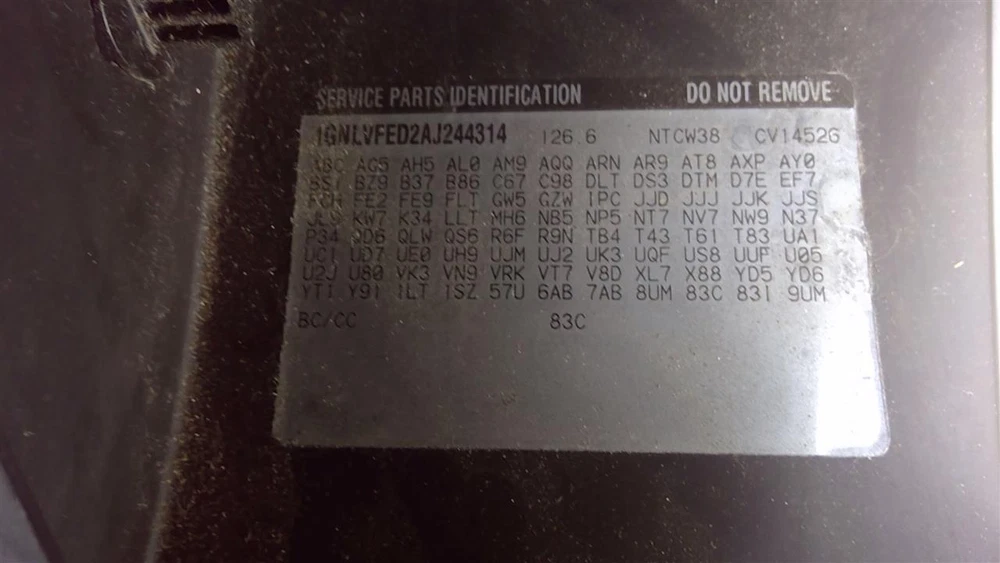 SERVICE PARTS IDENTIFICATION DO NOT REMOVE
1GNLVFED2AJ244314 126.6 NTCW38 CV1452G
ABC AG5 AH5 AL0 AM9 AQQ ARN AR9 AT8 AXP AY0
BS1 BZ9 B37 B86 C67 C98 DLT DS3 DTM D7E EF7
FE2 FE9 FLT GW5 GZW IPC JJD JJJ JJK JJS
JL9 KW7 K34 LLT MH6 NB5 NP5 NT7 NV7 NW9 N37
P34 QD6 QLW QS6 R6F R9N TB4 T43 T61 T83 UA1
UC1 UD7 UE0 UH9 UJM UJ2 UK3 UQF US8 UUF U05
U2J U80 VK3 VN9 VRK VT7 V8D XL7 X88 YD5 YD6
YT1 Y91 1LT 1SZ 57U 6AB 7AB 8UM 83C 83I 9UM
BC/CC 83C